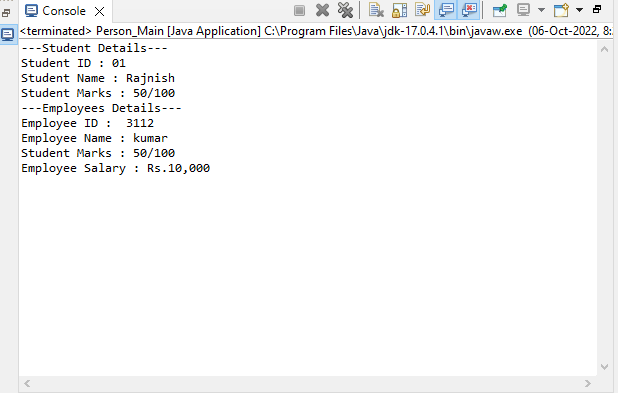 Console
<terminated> Person_Main [Java Application] C:\Program Files\Java\jdk-17.0.4.1\bin\javaw.exe (06-Oct-2022, 8:
---Student Details---
Student ID : 01
Student Name : Rajnish
Student Marks : 50/100
---Employees Details---
Employee ID :  3112
Employee Name : kumar
Student Marks : 50/100
Employee Salary : Rs.10,000